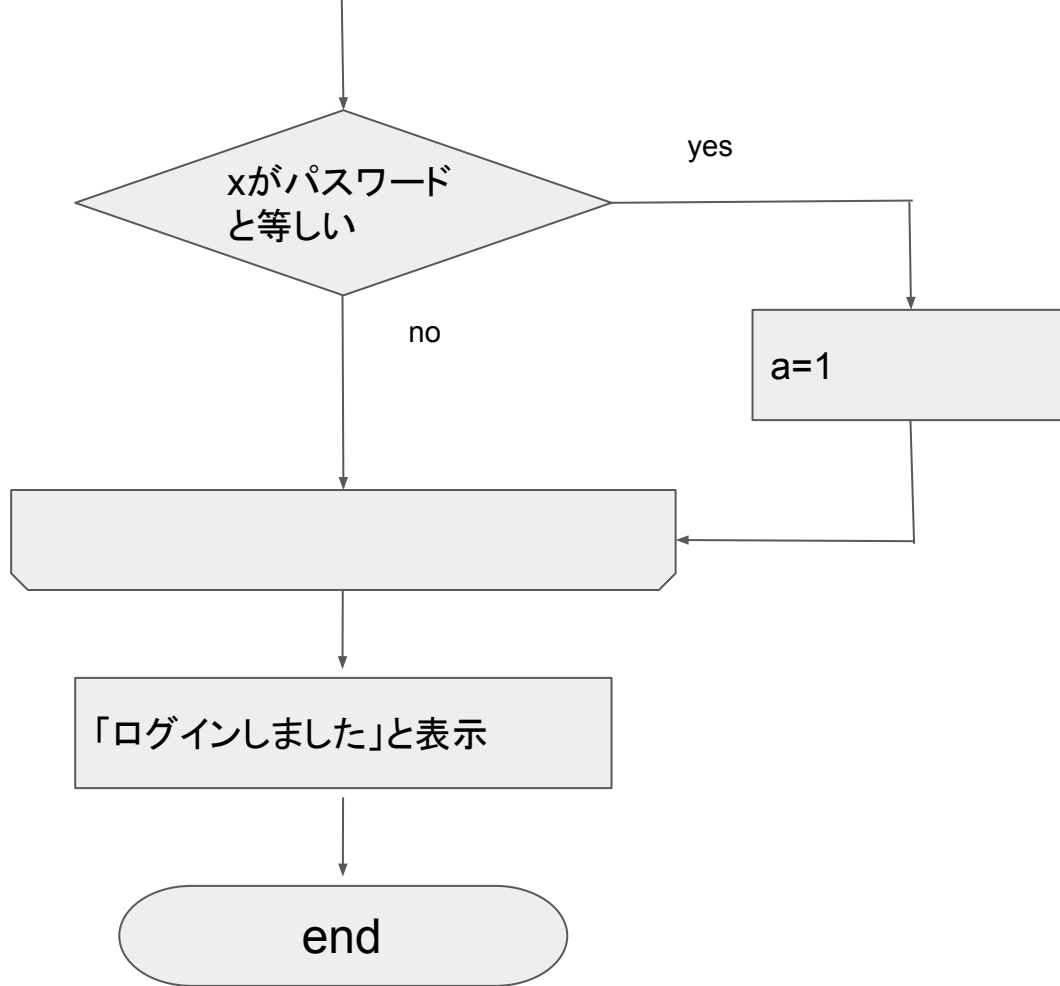 yes
xがパスワード
と等しい
no
a=1
「ログインしました」と表示
end